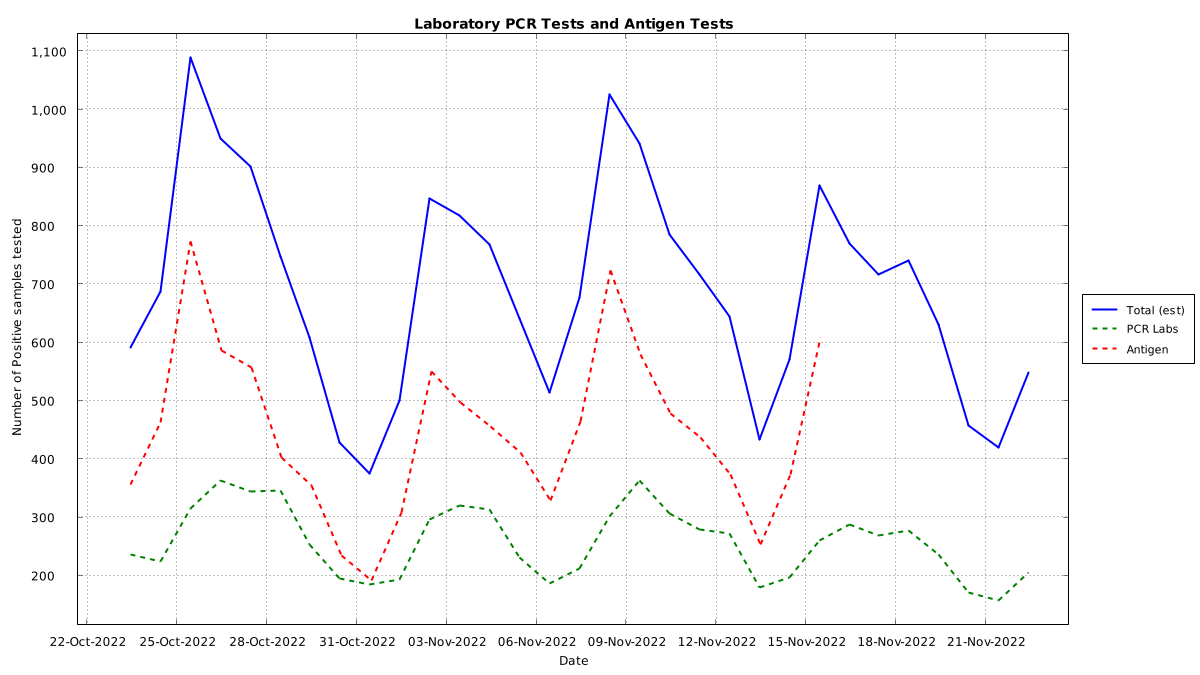 Laboratory PCR Tests and Antigen Tests
1,100
1,000
900
800
700
600
500
400
300
200
Number of Positive samples tested
22-Oct-2022 25-Oct-2022 28-Oct-2022 31-Oct-2022 03-Nov-2022 06-Nov-2022 09-Nov-2022 12-Nov-2022 15-Nov-2022 18-Nov-2022 21-Nov-2022
Date
Total (est)
PCR Labs
Antigen